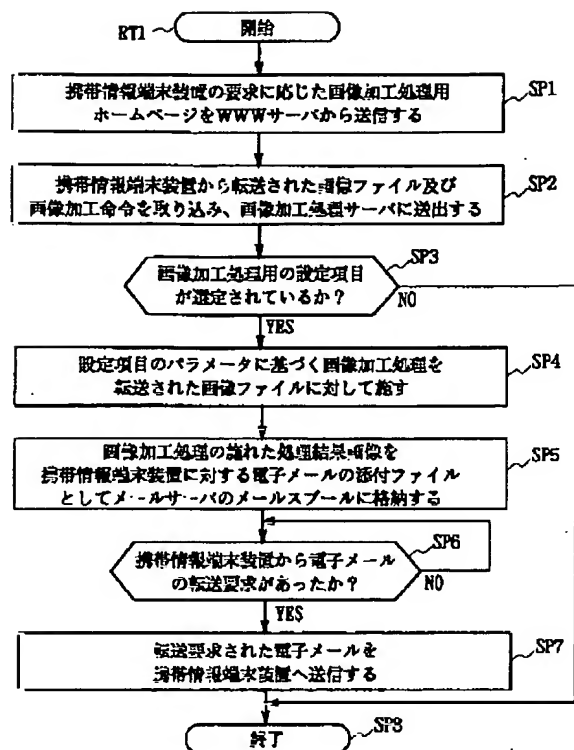 RT1
開始
携帯情報端末装置の要求に応じた画像加工処理用
ホームページをWWWサーバから送信する
SP1
携帯情報端末装置から転送された画像ファイル及び
画像加工命令を取り込み、画像加工処理サーバに送出する
SP2
画像加工処理用の設定項目
が選定されているか?
SP3
NO
YES
設定項目のパラメータに基づく画像加工処理を
転送された画像ファイルに対して施す
SP4
画像加工処理の施された処理結果画像を
携帯情報端末装置に対する電子メールの添付ファイル
としてメールサーバのメールスプールに格納する
SP5
携帯情報端末装置から電子メール
の転送要求があったか?
SP6
NO
YES
転送要求された電子メールを
携帯情報端末装置へ送信する
SP7
終了
SP8